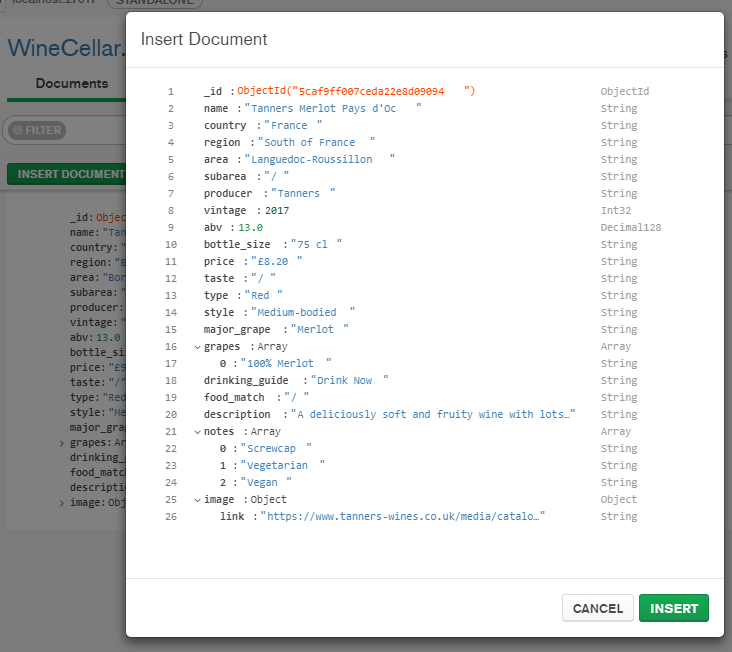 localhost:27017 STANDALONE
WineCellar.
Documents
FILTER
INSERT DOCUMENT
_id: Objec
name: "Tan
country: "
region: "B
area: "Bor
subarea: "
producer:
vintage: "
abv: 13.0
bottle_si
price: "£9
taste: "/"
type: "Red
style: "Me
major_gra
grapes: Ar
drinking_
food_matc
descripti
image: Obj
Insert Document
1 _id : ObjectId("5caf9ff007ceda22e8d09094 ") ObjectId
2 name : "Tanners Merlot Pays d'Oc " String
3 country : "France " String
4 region : "South of France " String
5 area : "Languedoc-Roussillon " String
6 subarea : "/ " String
7 producer : "Tanners " String
8 vintage : 2017 Int32
9 abv : 13.0 Decimal128
10 bottle_size : "75 cl " String
11 price : "£8.20 " String
12 taste : "/ " String
13 type : "Red " String
14 style : "Medium-bodied " String
15 major_grape : "Merlot " String
16 grapes : Array Array
17 0 : "100% Merlot " String
18 drinking_guide : "Drink Now " String
19 food_match : "/ " String
20 description : "A deliciously soft and fruity wine with lots…" String
21 notes : Array Array
22 0 : "Screwcap " String
23 1 : "Vegetarian " String
24 2 : "Vegan " String
25 image : Object Object
26 link : "https://www.tanners-wines.co.uk/media/catalo…" String
CANCEL INSERT